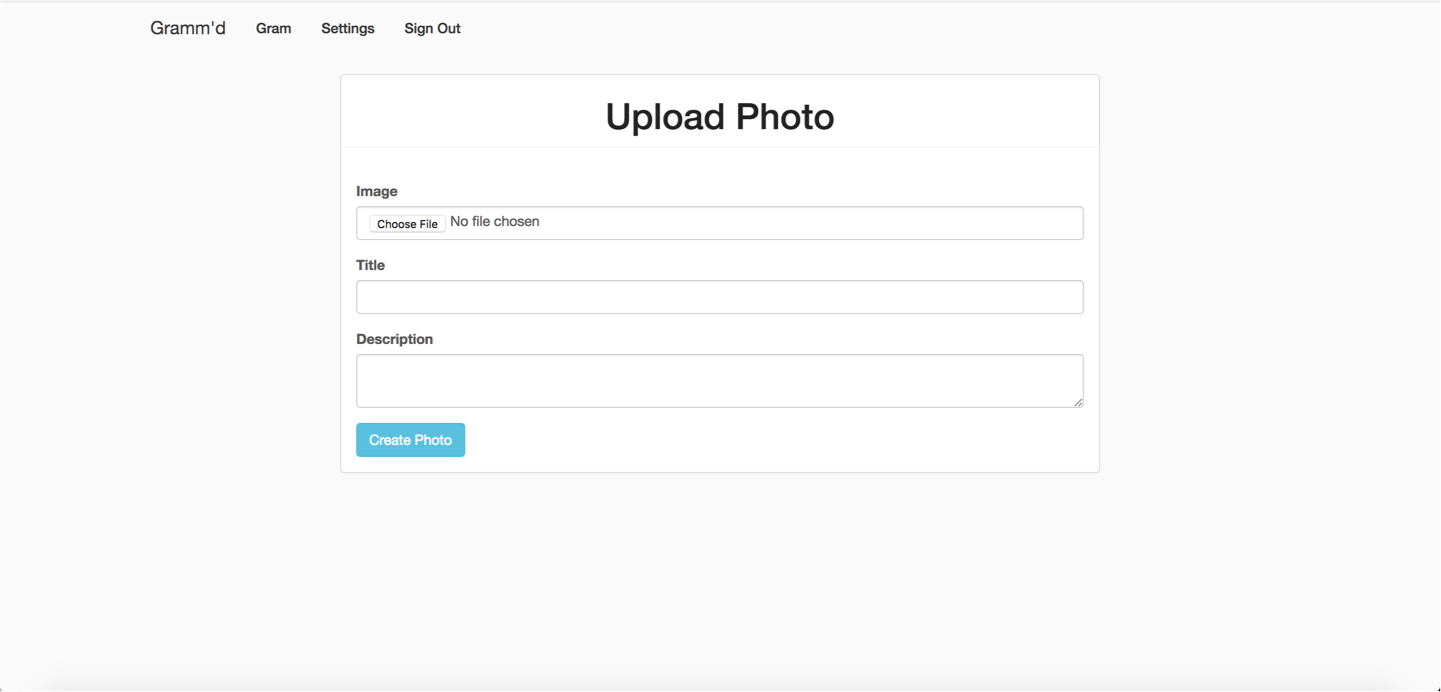 Gramm'd Gram Settings Sign Out
Upload Photo
Image
Choose File No file chosen
Title
Description
Create Photo